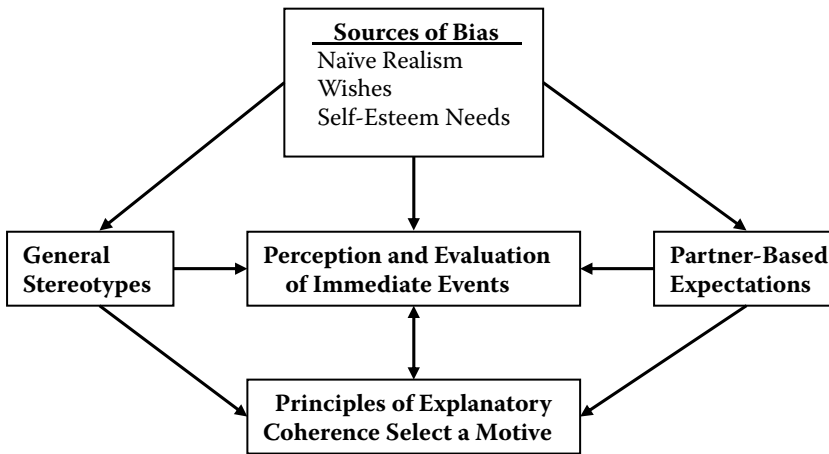 Sources of Bias
Naïve Realism
Wishes
Self-Esteem Needs
General
Stereotypes
Perception and Evaluation
of Immediate Events
Partner-Based
Expectations
Principles of Explanatory
Coherence Select a Motive